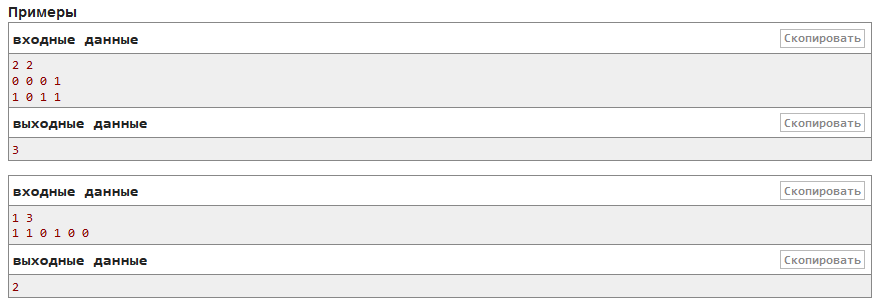 Примеры
входные данные
Скопировать
2 2
0 0 0 1
1 0 1 1
выходные данные
Скопировать
3
входные данные
Скопировать
1 3
1 1 0 1 0 0
выходные данные
Скопировать
2